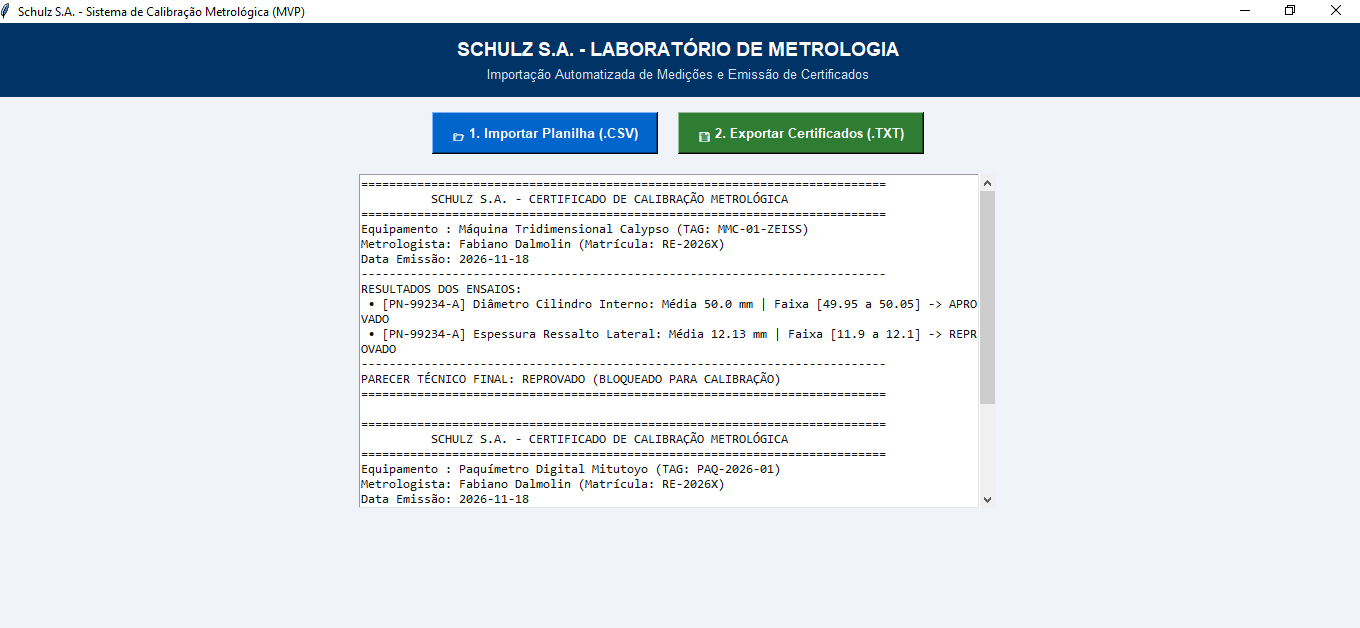 Schulz S.A. - Sistema de Calibração Metrológica (MVP)
SCHULZ S.A. - LABORATÓRIO DE METROLOGIA
Importação Automatizada de Medições e Emissão de Certificados
1. Importar Planilha (.CSV)
2. Exportar Certificados (.TXT)
===========================================================================
SCHULZ S.A. - CERTIFICADO DE CALIBRAÇÃO METROLÓGICA
===========================================================================
Equipamento : Máquina Tridimensional Calypso (TAG: MMC-01-ZEISS)
Metrologista: Fabiano Dalmolin (Matrícula: RE-2026X)
Data Emissão: 2026-11-18
---------------------------------------------------------------------------
RESULTADOS DOS ENSAIOS:
• [PN-99234-A] Diâmetro Cilindro Interno: Média 50.0 mm | Faixa [49.95 a 50.05] -> APRO
VADO
• [PN-99234-A] Espessura Ressalto Lateral: Média 12.13 mm | Faixa [11.9 a 12.1] -> REPR
OVADO
---------------------------------------------------------------------------
PARECER TÉCNICO FINAL: REPROVADO (BLOQUEADO PARA CALIBRAÇÃO)
===========================================================================
===========================================================================
SCHULZ S.A. - CERTIFICADO DE CALIBRAÇÃO METROLÓGICA
===========================================================================
Equipamento : Paquímetro Digital Mitutoyo (TAG: PAQ-2026-01)
Metrologista: Fabiano Dalmolin (Matrícula: RE-2026X)
Data Emissão: 2026-11-18